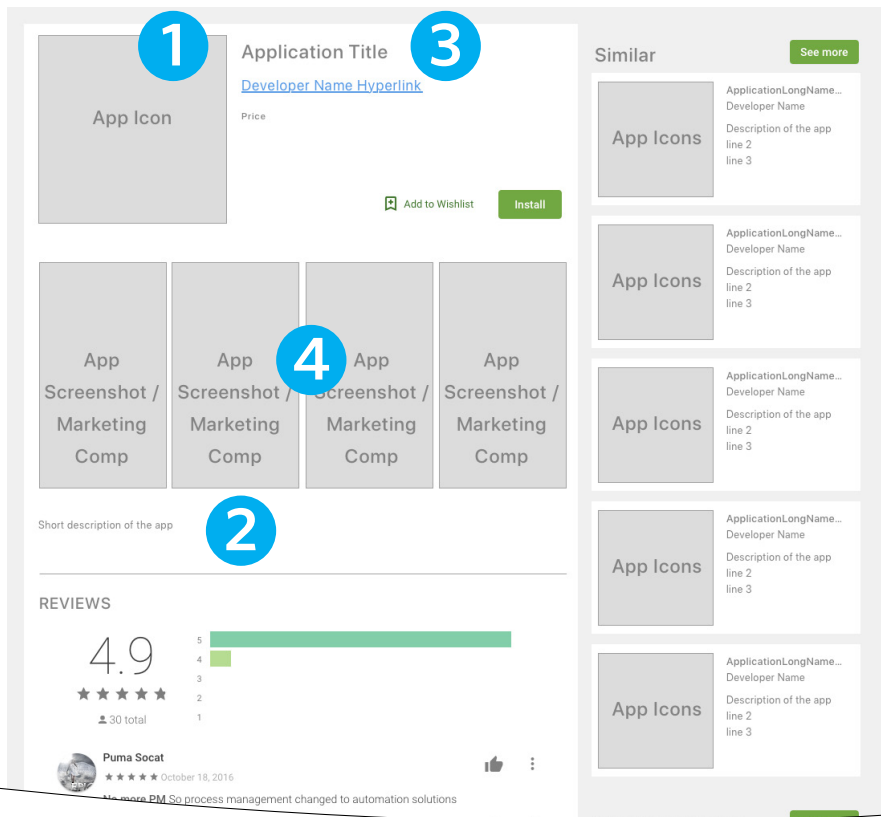 1
App Icon
Application Title
3
Developer Name Hyperlink
Price
Add to Wishlist
Install
App
Screenshot /
Marketing
Comp
App
Screenshot /
Marketing
Comp
4
App
Screenshot /
Marketing
Comp
App
Screenshot /
Marketing
Comp
Short description of the app
2
REVIEWS
4.9
30 total
5
4
3
2
1
Puma Socat
October 18, 2016
No more PM So process management changed to automation solutions
Similar
See more
App Icons
ApplicationLongName...
Developer Name
Description of the app
line 2
line 3
App Icons
ApplicationLongName...
Developer Name
Description of the app
line 2
line 3
App Icons
ApplicationLongName...
Developer Name
Description of the app
line 2
line 3
App Icons
ApplicationLongName...
Developer Name
Description of the app
line 2
line 3
App Icons
ApplicationLongName...
Developer Name
Description of the app
line 2
line 3